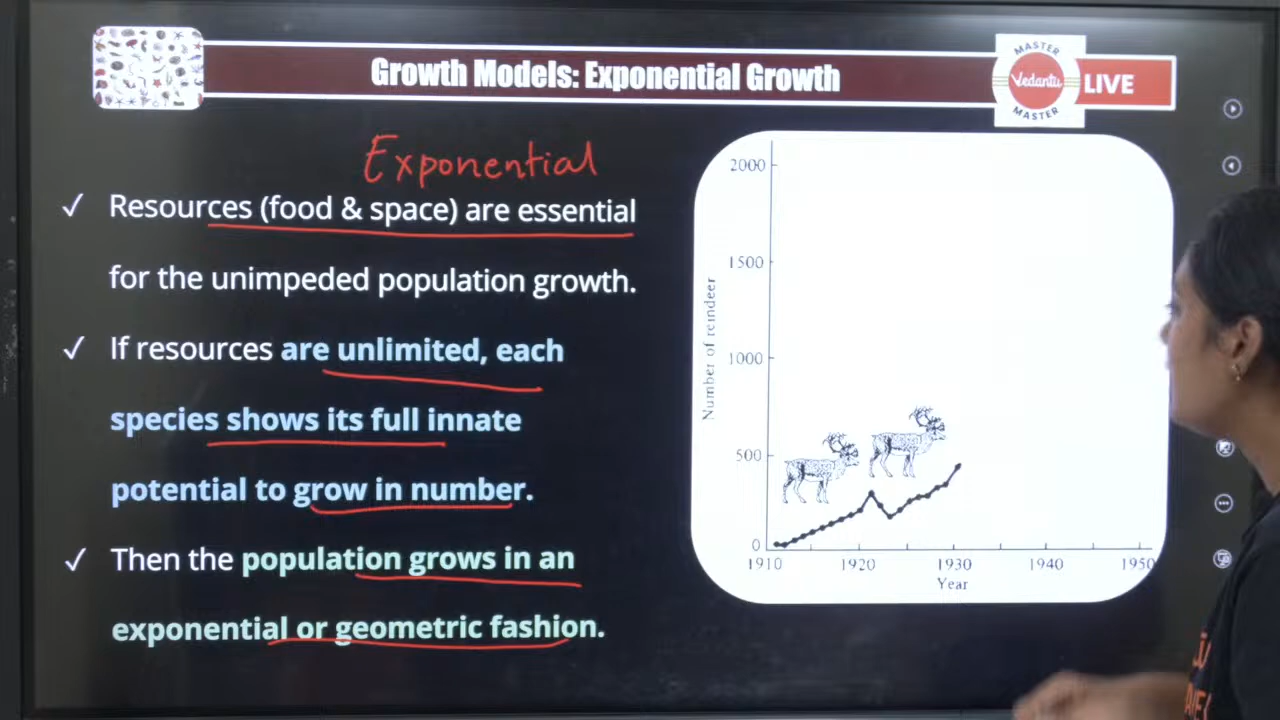 Growth Models: Exponential Growth
MASTER
Vedantu
MASTER
LIVE
Exponential
✓ Resources (food & space) are essential
for the unimpeded population growth.
✓ If resources are unlimited, each
species shows its full innate
potential to grow in number.
✓ Then the population grows in an
exponential or geometric fashion.
Number of reindeer
2000
1500
1000
500
0
1910 1920 1930 1940 1950
Year